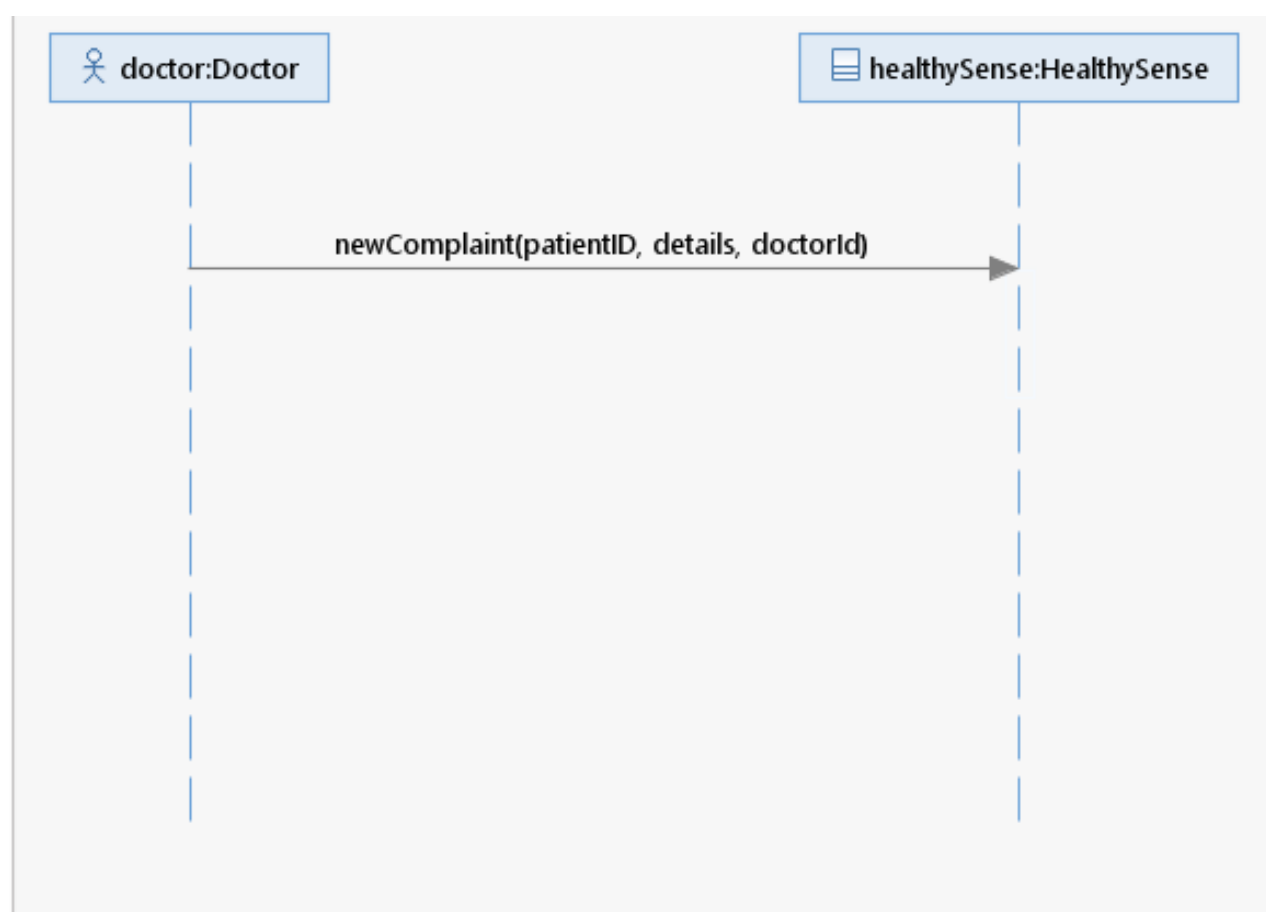 doctor:Doctor
healthySense:HealthySense
newComplaint(patientID, details, doctorId)